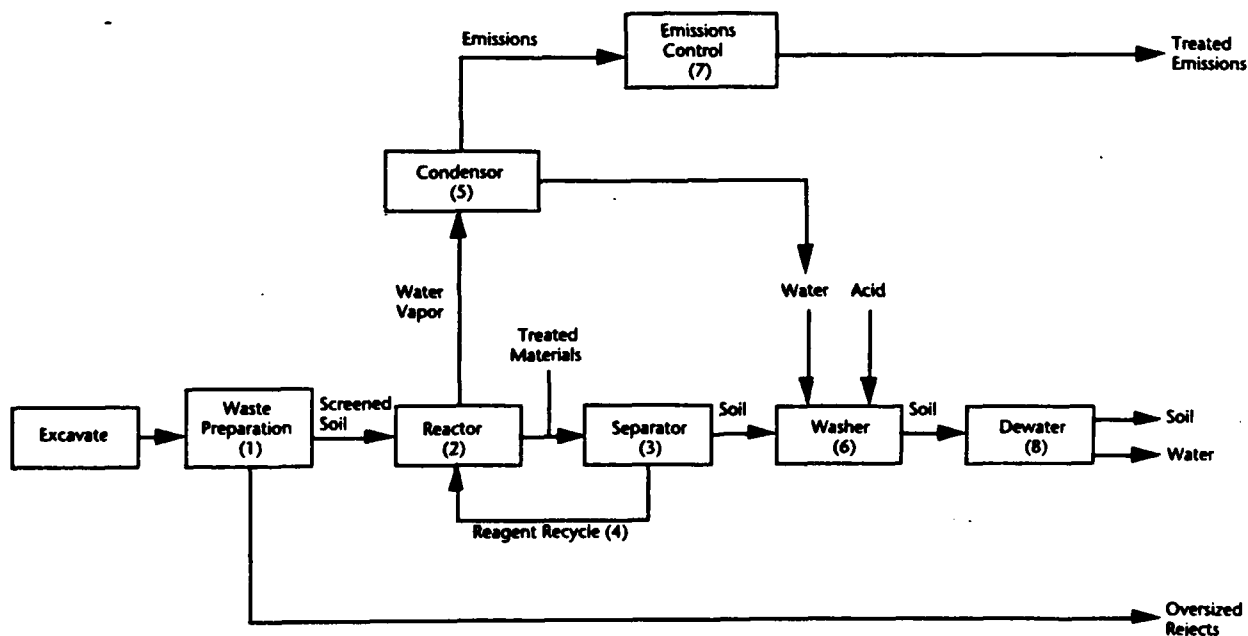 Emissions
Emissions
Control
(7)
Treated
Emissions
Condensor
(5)
Water
Vapor
Water
Acid
Treated
Materials
Excavate
Waste
Preparation
(1)
Screened
Soil
Reactor
(2)
Separator
(3)
Soil
Washer
(6)
Soil
Dewater
(8)
Soil
Water
Reagent Recycle (4)
Oversized
Rejects